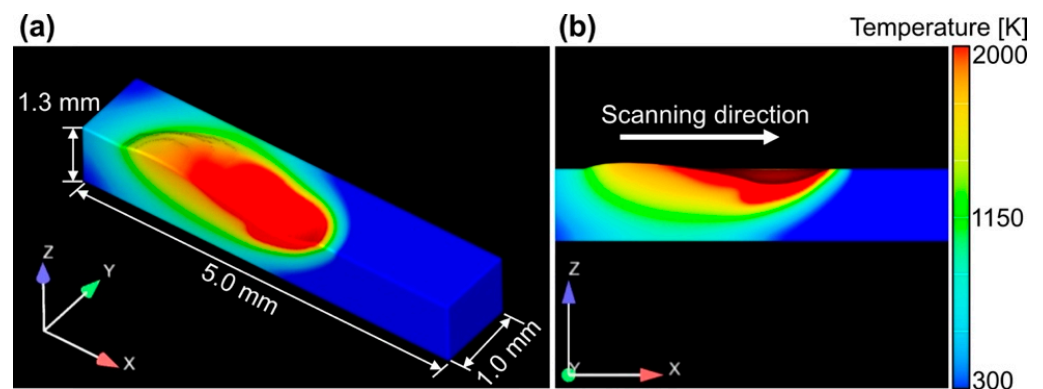 (a)
1.3 mm
5.0 mm
1.0 mm
Z
Y
X
(b)
Temperature [K]
Scanning direction
2000
1150
300
Z
Y
X